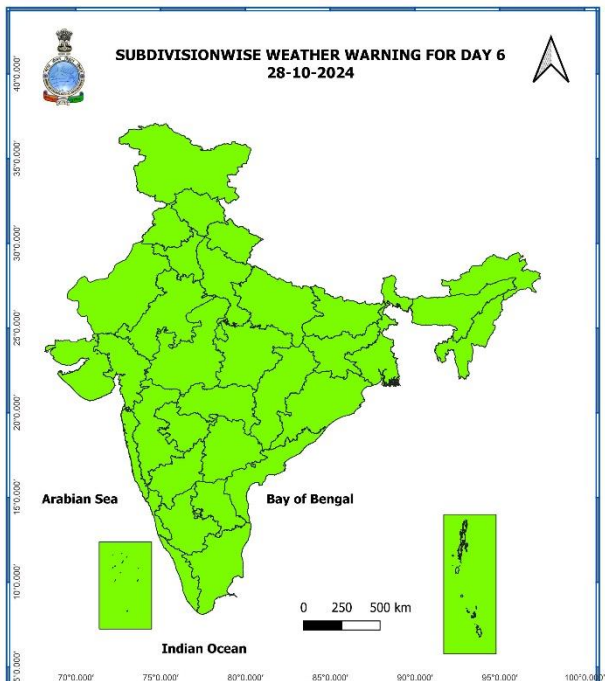 SUBDIVISIONWISE WEATHER WARNING FOR DAY 6
28-10-2024
40°0.000'
35°0.000'
30°0.000'
25°0.000'
20°0.000'
15°0.000'
10°0.000'
5°0.000'
Arabian Sea
Bay of Bengal
0 250 500 km
Indian Ocean
70°0.000' 75°0.000' 80°0.000' 85°0.000' 90°0.000' 95°0.000' 100°0.000'